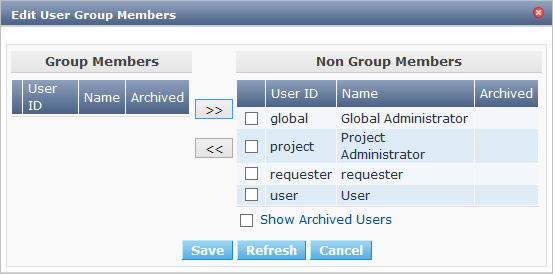 Edit User Group Members
Group Members
User ID Name Archived
>>
<<
Non Group Members
User ID Name Archived
global Global Administrator
project Project Administrator
requester requester
user User
Show Archived Users
Save Refresh Cancel